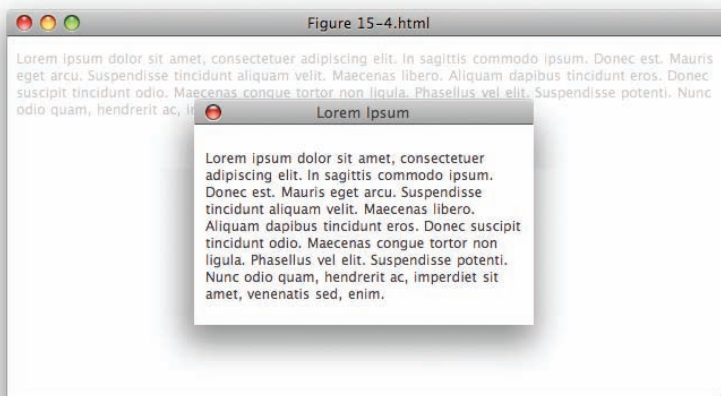 Figure 15-4.html
Lorem ipsum dolor sit amet, consectetuer adipiscing elit. In sagittis commodo ipsum. Donec est. Mauris
eget arcu. Suspendisse tincidunt aliquam velit. Maecenas libero. Aliquam dapibus tincidunt eros. Donec
suscipit tincidunt odio. Maecenas congue tortor non ligula. Phasellus vel elit. Suspendisse potenti. Nunc
odio quam, hendrerit ac,
Lorem Ipsum
Lorem ipsum dolor sit amet, consectetuer
adipiscing elit. In sagittis commodo ipsum.
Donec est. Mauris eget arcu. Suspendisse
tincidunt aliquam velit. Maecenas libero.
Aliquam dapibus tincidunt eros. Donec suscipit
tincidunt odio. Maecenas congue tortor non
ligula. Phasellus vel elit. Suspendisse potenti.
Nunc odio quam, hendrerit ac, imperdiet sit
amet, venenatis sed, enim.